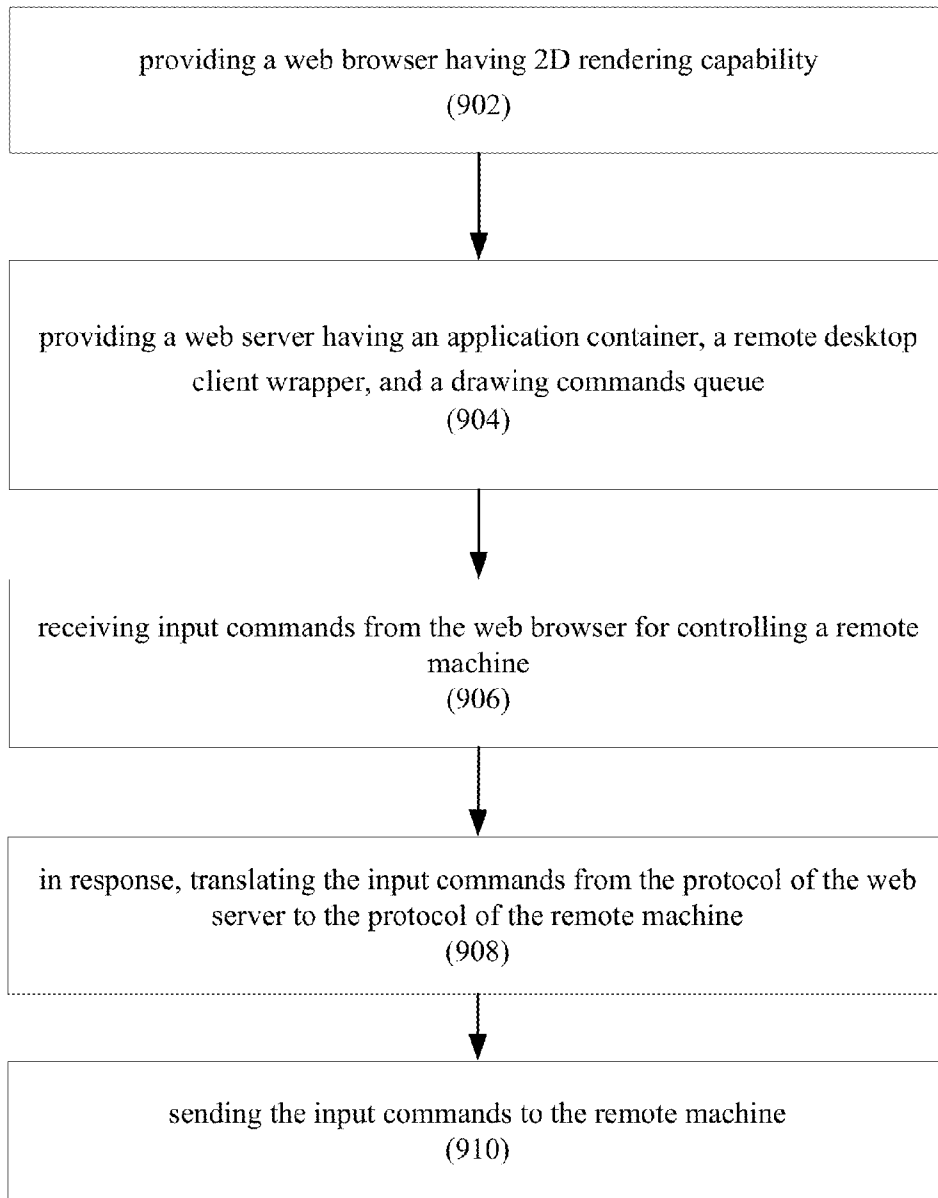 providing a web browser having 2D rendering capability
(902)
providing a web server having an application container, a remote desktop
client wrapper, and a drawing commands queue
(904)
receiving input commands from the web browser for controlling a remote
machine
(906)
in response, translating the input commands from the protocol of the web
server to the protocol of the remote machine
(908)
sending the input commands to the remote machine
(910)